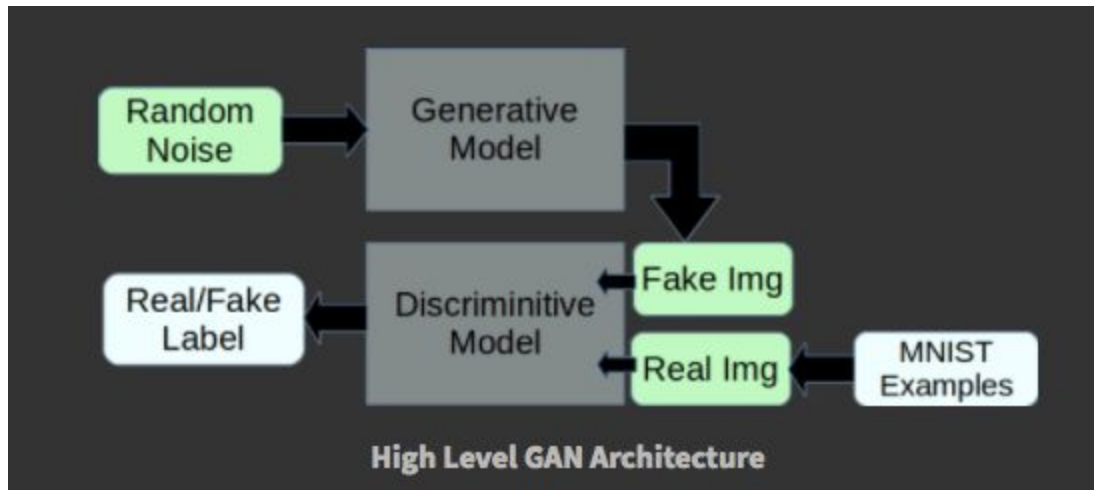 Random
Noise
Generative
Model
Fake Img
Real/Fake
Label
Discriminitive
Model
Real Img
MNIST
Examples
High Level GAN Architecture